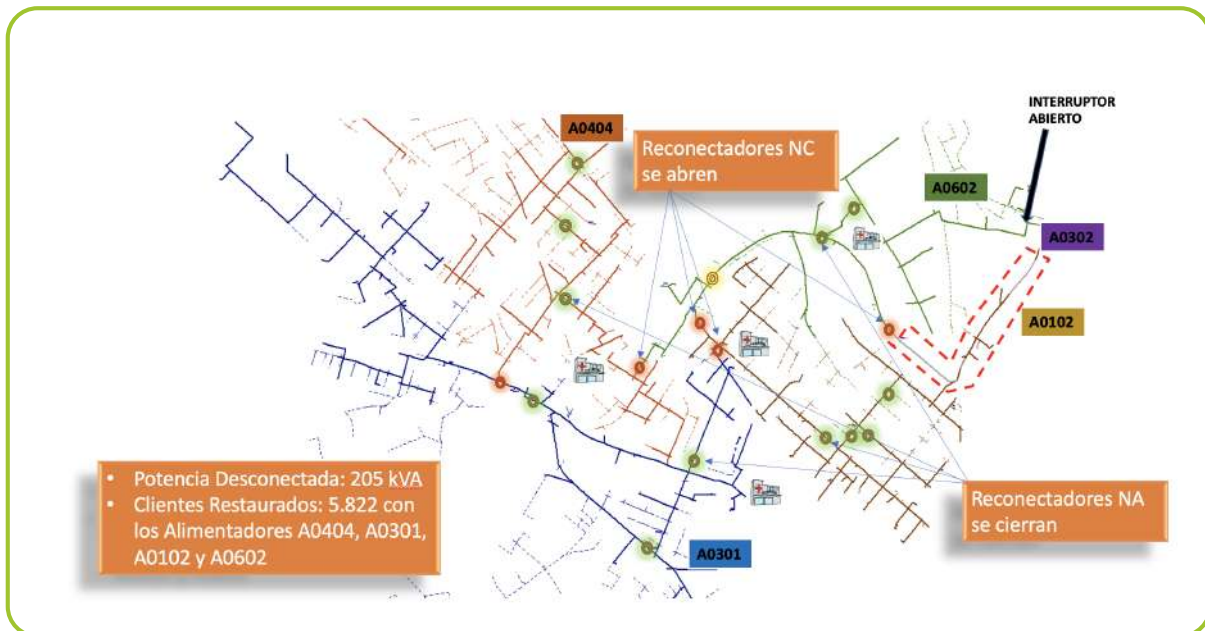 INTERRUPTOR
ABIERTO
A0404
Reconectadores NC
se abren
A0602
A0302
A0102
• Potencia Desconectada: 205 kVA
• Clientes Restaurados: 5.822 con
los Alimentadores A0404, A0301,
A0102 y A0602
Reconectadores NA
se cierran
A0301